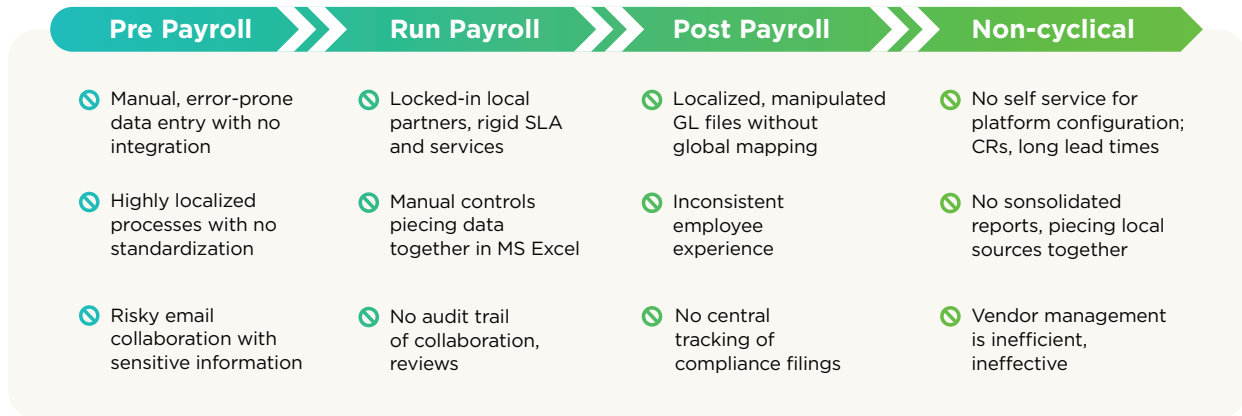 Pre Payroll
Run Payroll
Post Payroll
Non-cyclical
Manual, error-prone
data entry with no
integration
Locked-in local
partners, rigid SLA
and services
Localized, manipulated
GL files without
global mapping
No self service for
platform configuration;
CRs, long lead times
Highly localized
processes with no
standardization
Manual controls
piecing data
together in MS Excel
Inconsistent
employee
experience
No sonsolidated
reports, piecing local
sources together
Risky email
collaboration with
sensitive information
No audit trail
of collaboration,
reviews
No central
tracking of
compliance filings
Vendor management
is inefficient,
ineffective